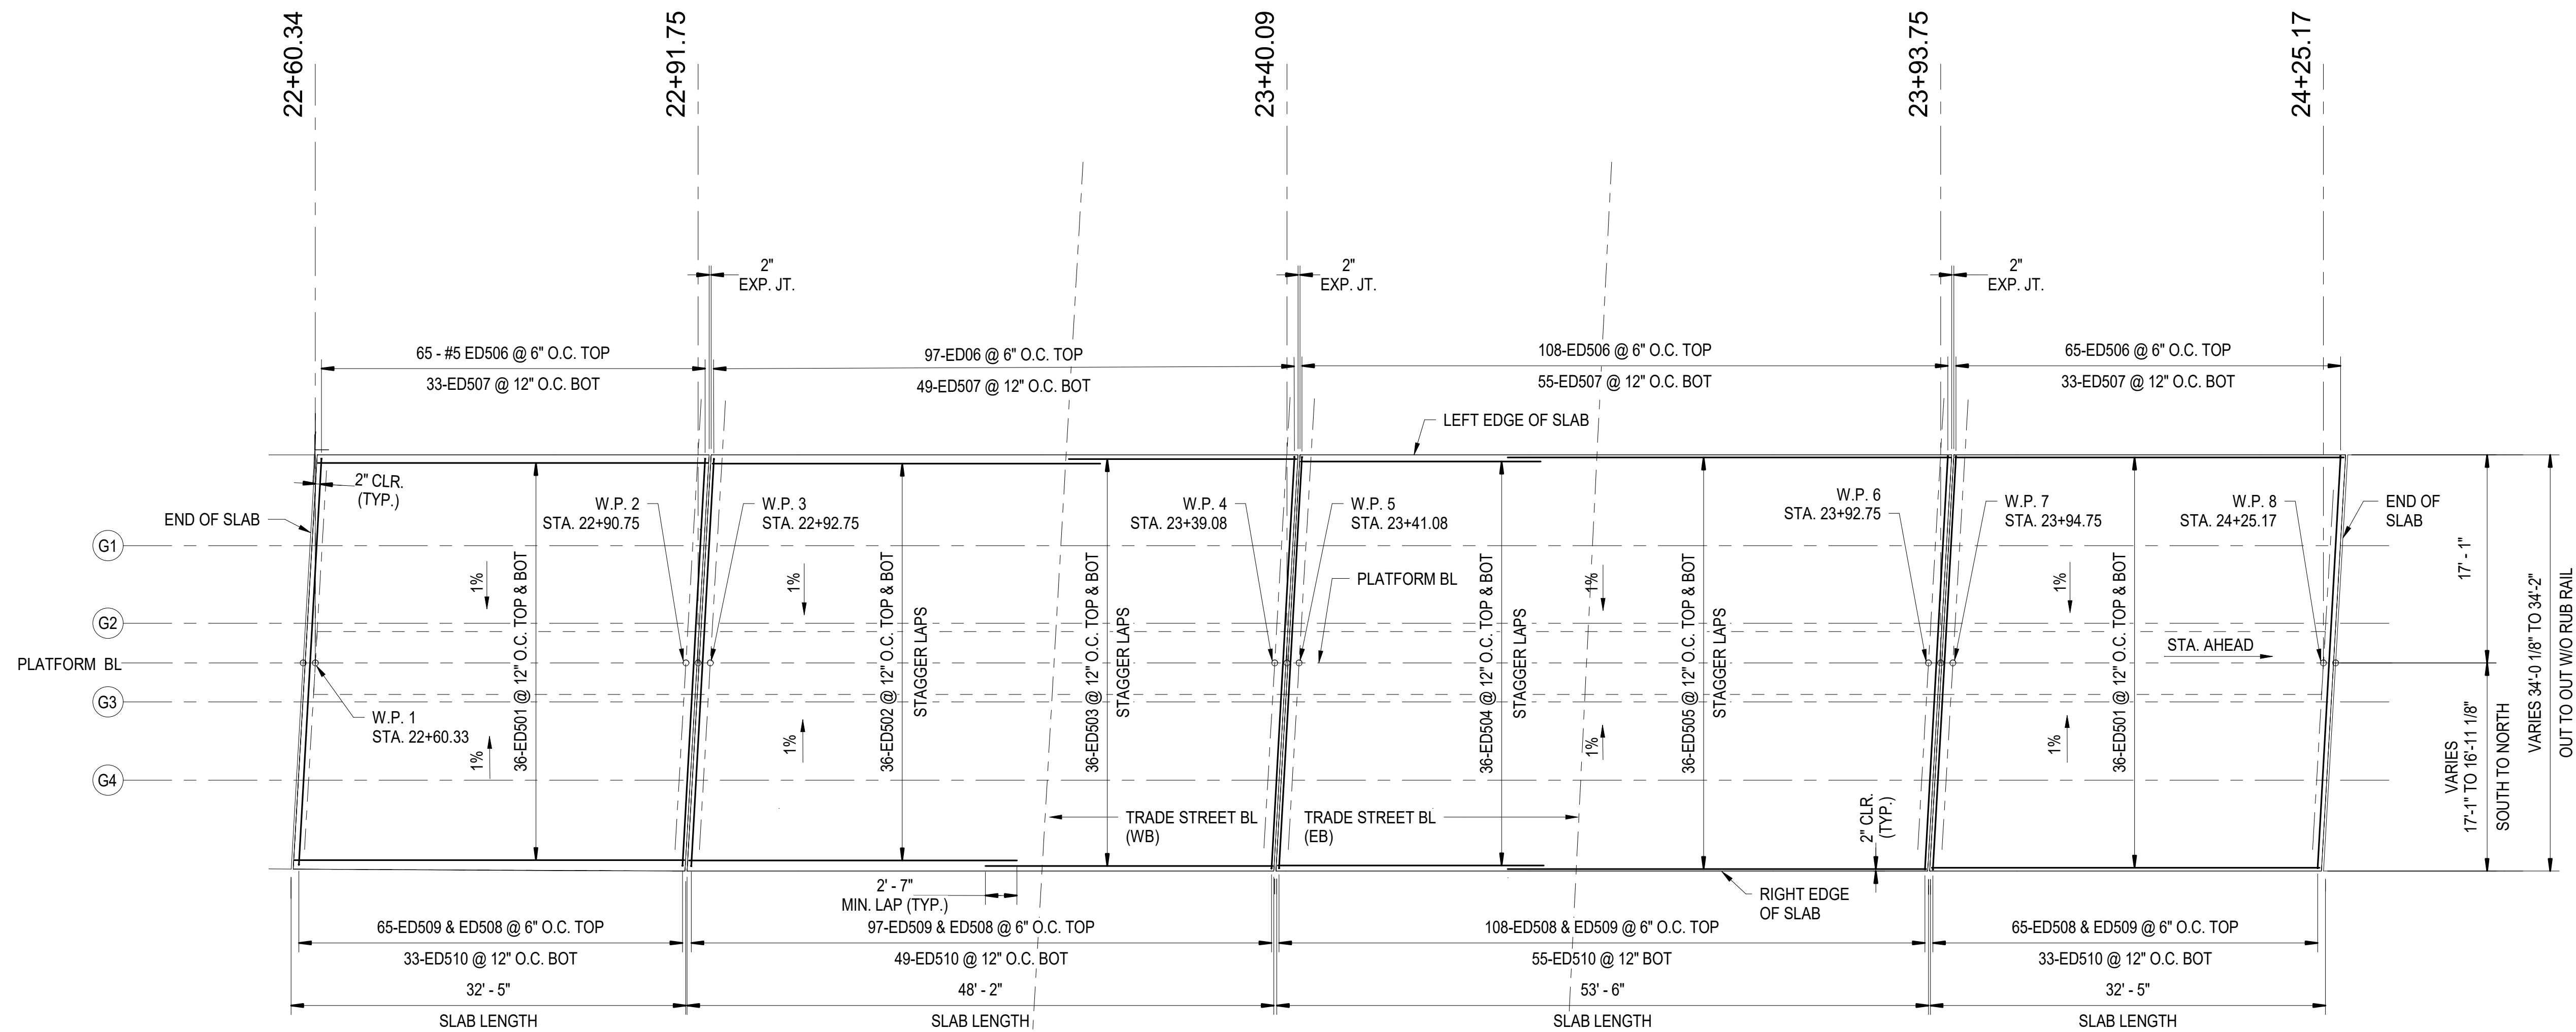 22+60.34
22+91.75
23+40.09
23+93.75
24+25.17
2"
EXP. JT.
2"
EXP. JT.
2"
EXP. JT.
65 - #5 ED506 @ 6" O.C. TOP
33-ED507 @ 12" O.C. BOT
97-ED06 @ 6" O.C. TOP
49-ED507 @ 12" O.C. BOT
108-ED506 @ 6" O.C. TOP
55-ED507 @ 12" O.C. BOT
65-ED506 @ 6" O.C. TOP
33-ED507 @ 12" O.C. BOT
LEFT EDGE OF SLAB
2" CLR.
(TYP.)
END OF SLAB
W.P. 2
STA. 22+90.75
W.P. 3
STA. 22+92.75
W.P. 4
STA. 23+39.08
W.P. 5
STA. 23+41.08
W.P. 6
STA. 23+92.75
W.P. 7
STA. 23+94.75
W.P. 8
STA. 24+25.17
END OF
SLAB
G1
G2
PLATFORM BL
G3
G4
1%
1%
1%
1%
36-ED501 @ 12" O.C. TOP & BOT
36-ED502 @ 12" O.C. TOP & BOT
STAGGER LAPS
36-ED503 @ 12" O.C. TOP & BOT
STAGGER LAPS
PLATFORM BL
36-ED504 @ 12" O.C. TOP & BOT
STAGGER LAPS
36-ED505 @ 12" O.C. TOP & BOT
STAGGER LAPS
36-ED501 @ 12" O.C. TOP & BOT
STA. AHEAD
W.P. 1
STA. 22+60.33
1%
1%
1%
1%
17' - 1"
VARIES
17'-1" TO 16'-11 1/8"
SOUTH TO NORTH
VARIES 34'-0 1/8" TO 34'-2"
OUT TO OUT W/O RUB RAIL
TRADE STREET BL
(WB)
TRADE STREET BL
(EB)
2" CLR.
(TYP.)
2' - 7"
MIN. LAP (TYP.)
RIGHT EDGE
OF SLAB
65-ED509 & ED508 @ 6" O.C. TOP
33-ED510 @ 12" O.C. BOT
32' - 5"
SLAB LENGTH
97-ED509 & ED508 @ 6" O.C. TOP
49-ED510 @ 12" O.C. BOT
48' - 2"
SLAB LENGTH
108-ED508 & ED509 @ 6" O.C. TOP
55-ED510 @ 12" BOT
53' - 6"
SLAB LENGTH
65-ED508 & ED509 @ 6" O.C. TOP
33-ED510 @ 12" O.C. BOT
32' - 5"
SLAB LENGTH